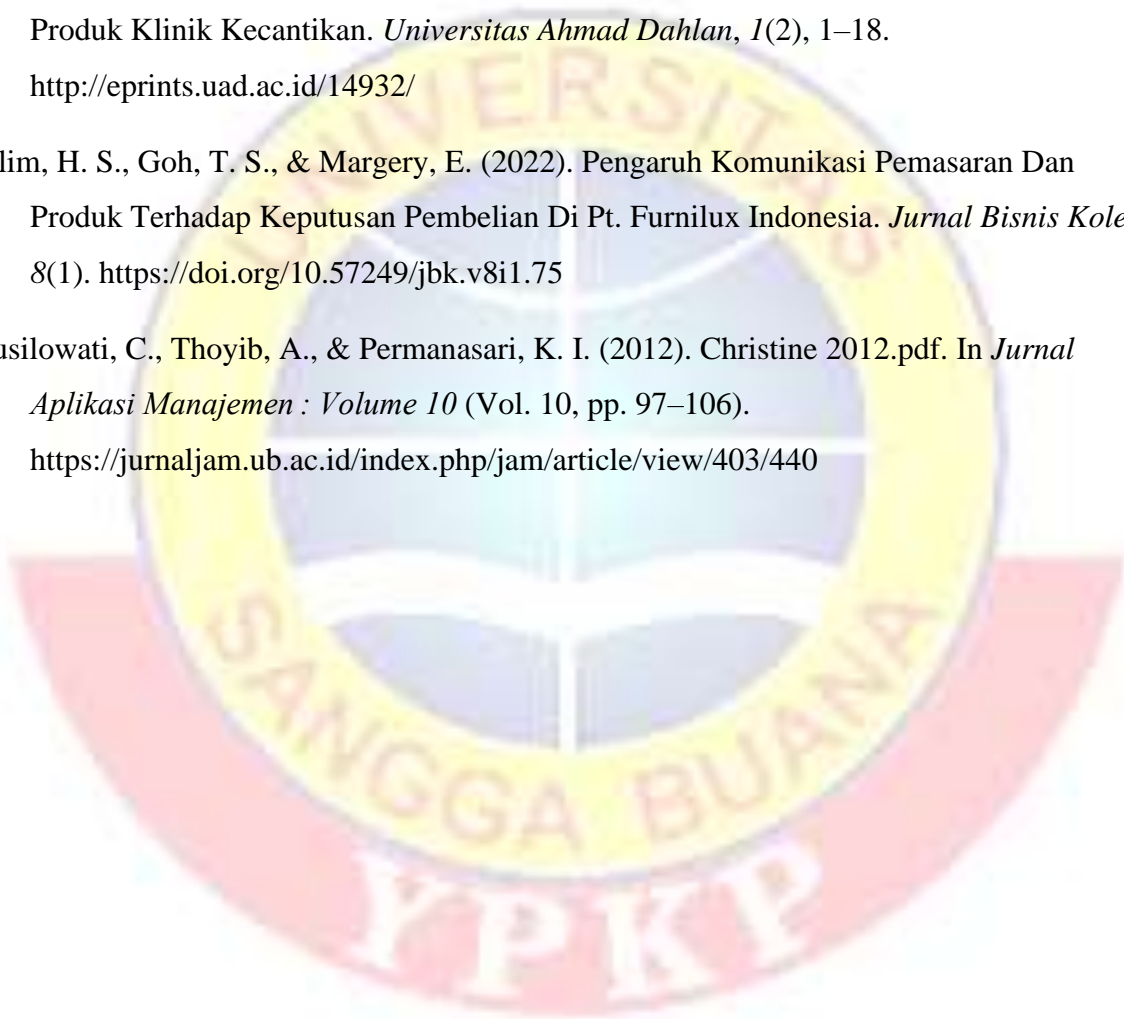 Produk Klinik Kecantikan. Universitas Ahmad Dahlan, 1(2), 1–18.
http://eprints.uad.ac.id/14932/
lim, H. S., Goh, T. S., & Margery, E. (2022). Pengaruh Komunikasi Pemasaran Dan
Produk Terhadap Keputusan Pembelian Di Pt. Furnilux Indonesia. Jurnal Bisnis Kole
8(1). https://doi.org/10.57249/jbk.v8i1.75
usilowati, C., Thoyib, A., & Permanasari, K. I. (2012). Christine 2012.pdf. In Jurnal
Aplikasi Manajemen : Volume 10 (Vol. 10, pp. 97–106).
https://jurnaljam.ub.ac.id/index.php/jam/article/view/403/440
UNIVERSITAS
SANGGA BUANA
YPKP